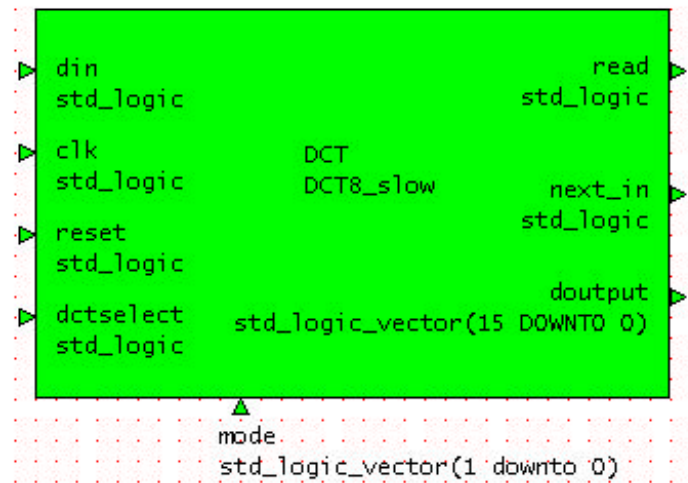 din
std_logic
clk
std_logic
reset
std_logic
dctselect
std_logic
DCT
DCT8_slow
read
std_logic
next_in
std_logic
doutput
std_logic_vector(15 DOWNTO 0)
mode
std_logic_vector(1 downto 0)